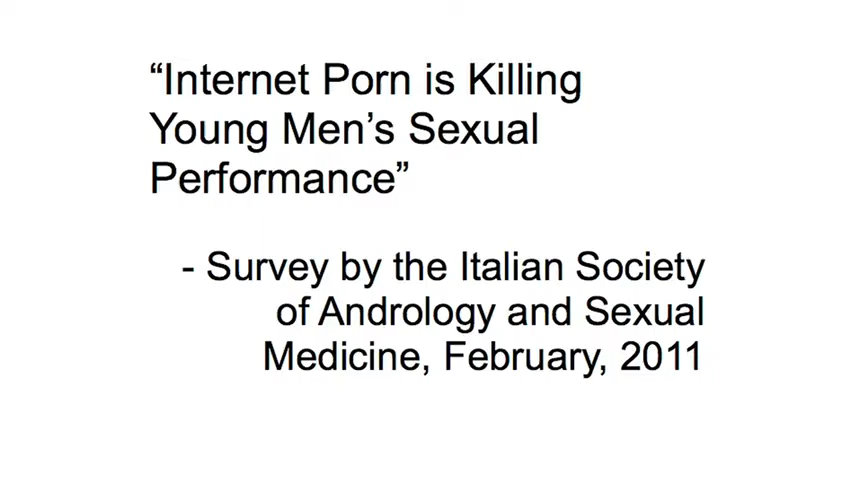 “Internet Porn is Killing
Young Men’s Sexual
Performance”
- Survey by the Italian Society
of Andrology and Sexual
Medicine, February, 2011